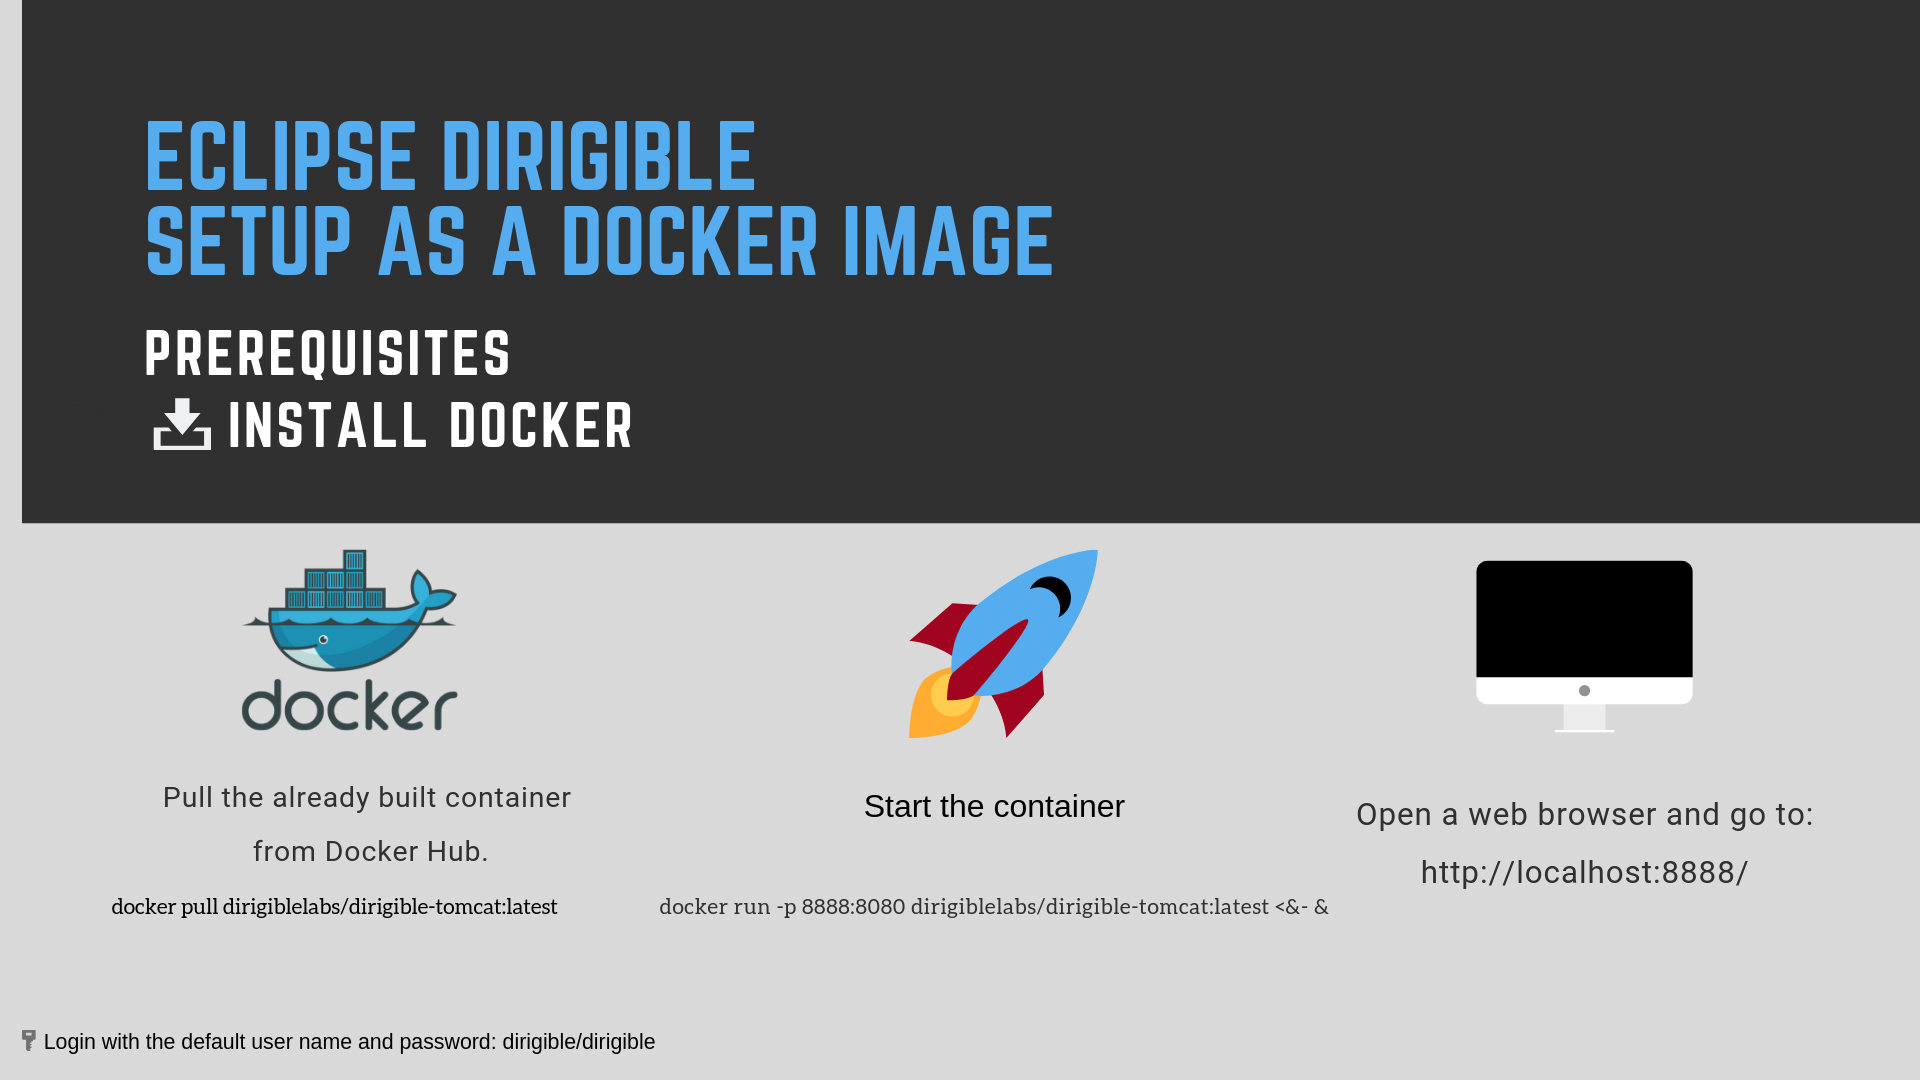 ECLIPSE DIRIGIBLE
SETUP AS A DOCKER IMAGE
PREREQUISITES
INSTALL DOCKER
docker
Pull the already built container
from Docker Hub.
docker pull dirigiblelabs/dirigible-tomcat:latest
Start the container
docker run -p 8888:8080 dirigiblelabs/dirigible-tomcat:latest <&- &
Open a web browser and go to:
http://localhost:8888/
Login with the default user name and password: dirigible/dirigible